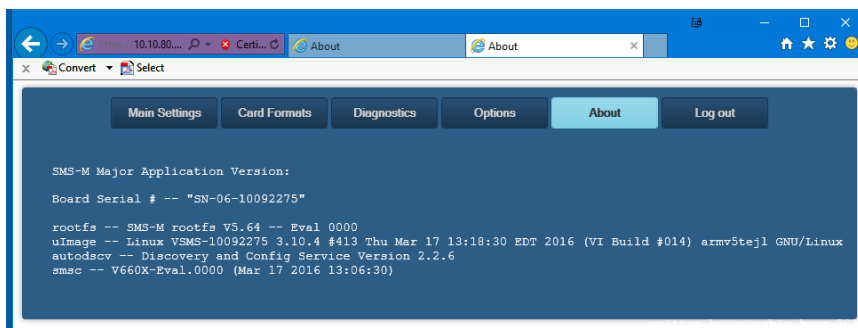 10.10.80.... Certi...
About
About
Convert Select
Main Settings Card Formats Diagnostics Options About Log out
SMS-M Major Application Version:
Board Serial # -- "SN-06-10092275"
rootfs -- SMS-M rootfs V5.64 -- Eval 0000
uImage -- Linux VSMS-10092275 3.10.4 #413 Thu Mar 17 13:18:30 EDT 2016 (VI Build #014) armv5tejl GNU/Linux
autodscv -- Discovery and Config Service Version 2.2.6
smsc -- V660X-Eval.0000 (Mar 17 2016 13:06:30)